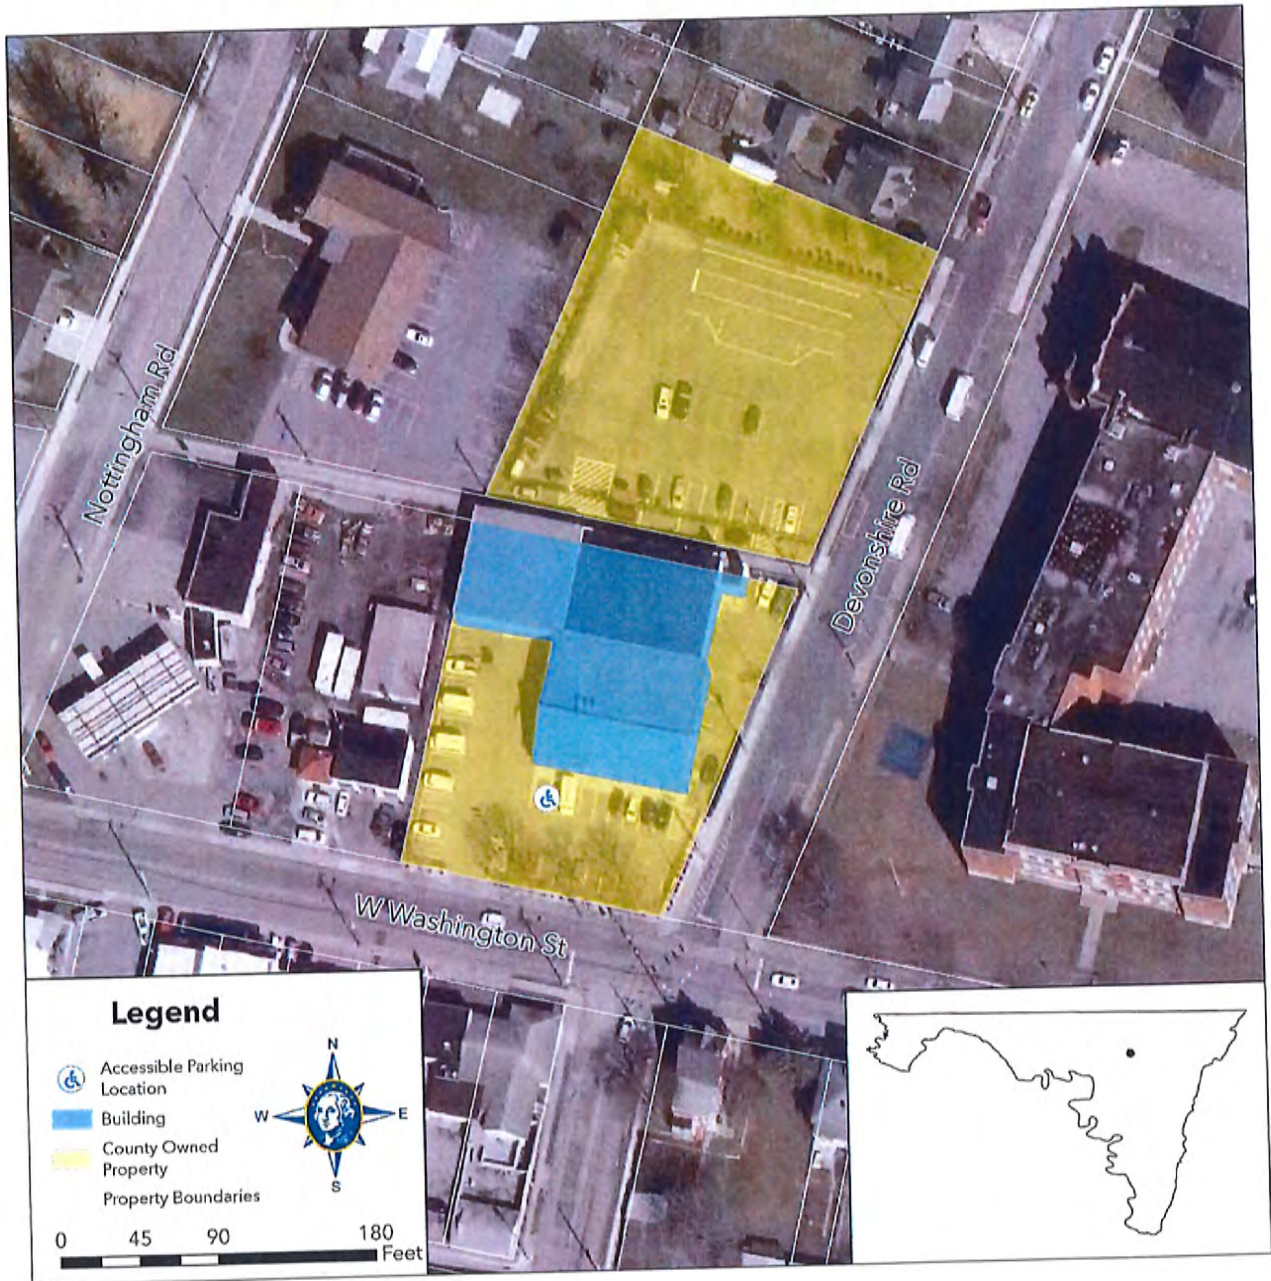 Nottingham Rd
Devonshire Rd
W Washington St
Legend
Accessible Parking
Location
Building
County Owned
Property
Property Boundaries
N
W
E
S
0
45
90
180
Feet